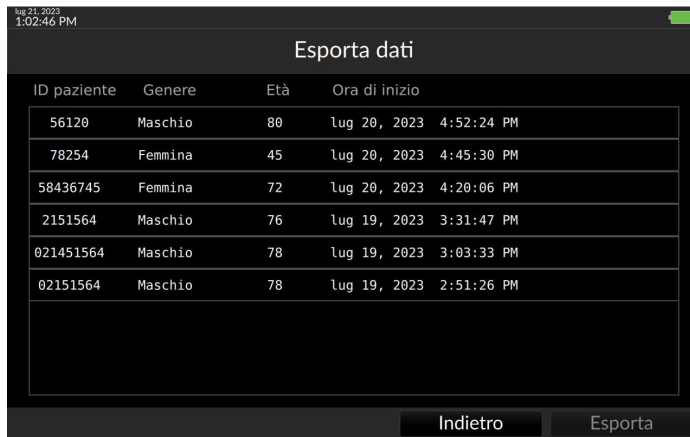 lug 21, 2023
1:02:46 PM
Esporta dati
ID paziente Genere Età Ora di inizio
56120 Maschio 80 lug 20, 2023 4:52:24 PM
78254 Femmina 45 lug 20, 2023 4:45:30 PM
58436745 Femmina 72 lug 20, 2023 4:20:06 PM
2151564 Maschio 76 lug 19, 2023 3:31:47 PM
021451564 Maschio 78 lug 19, 2023 3:03:33 PM
02151564 Maschio 78 lug 19, 2023 2:51:26 PM
Indietro Esporta